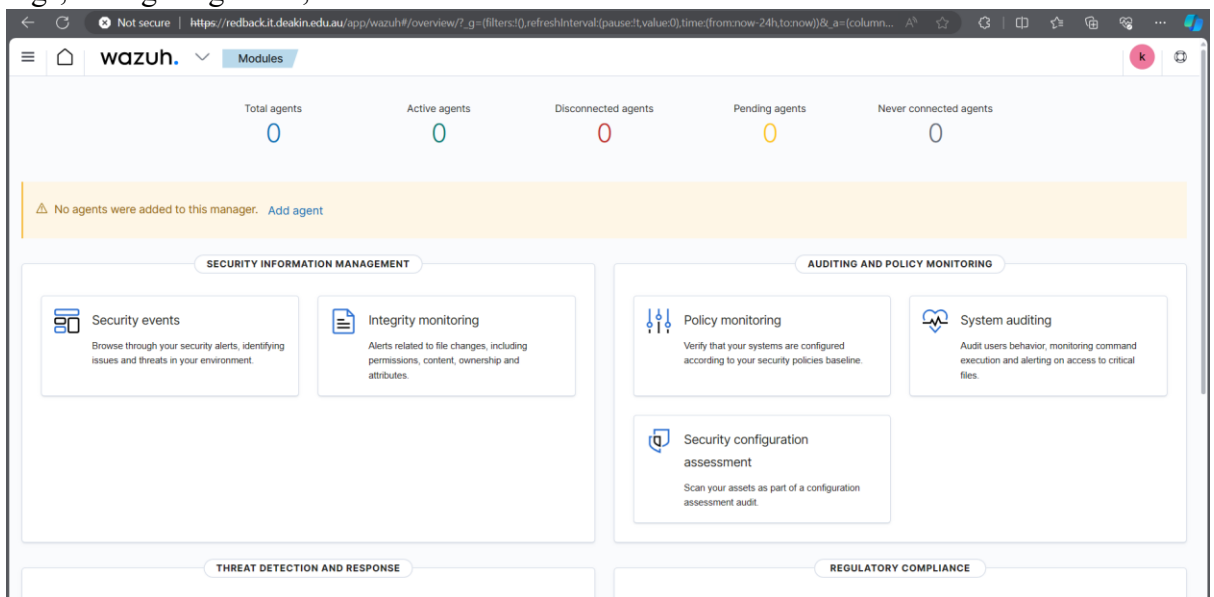 Not secure | https://redback.it.deakin.edu.au/app/wazuh#/overview/?_g=(filters:!(),refreshInterval:(pause:!t,value:0),time:(from:now-24h,to:now))&_a=(column...
wazuh. Modules k
Total agents Active agents Disconnected agents Pending agents Never connected agents
0 0 0 0 0
No agents were added to this manager. Add agent
SECURITY INFORMATION MANAGEMENT
Security events
Browse through your security alerts, identifying
issues and threats in your environment.
Integrity monitoring
Alerts related to file changes, including
permissions, content, ownership and
attributes.
AUDITING AND POLICY MONITORING
Policy monitoring
Verify that your systems are configured
according to your security policies baseline.
System auditing
Audit users behavior, monitoring command
execution and alerting on access to critical
files.
Security configuration
assessment
Scan your assets as part of a configuration
assessment audit.
THREAT DETECTION AND RESPONSE
REGULATORY COMPLIANCE